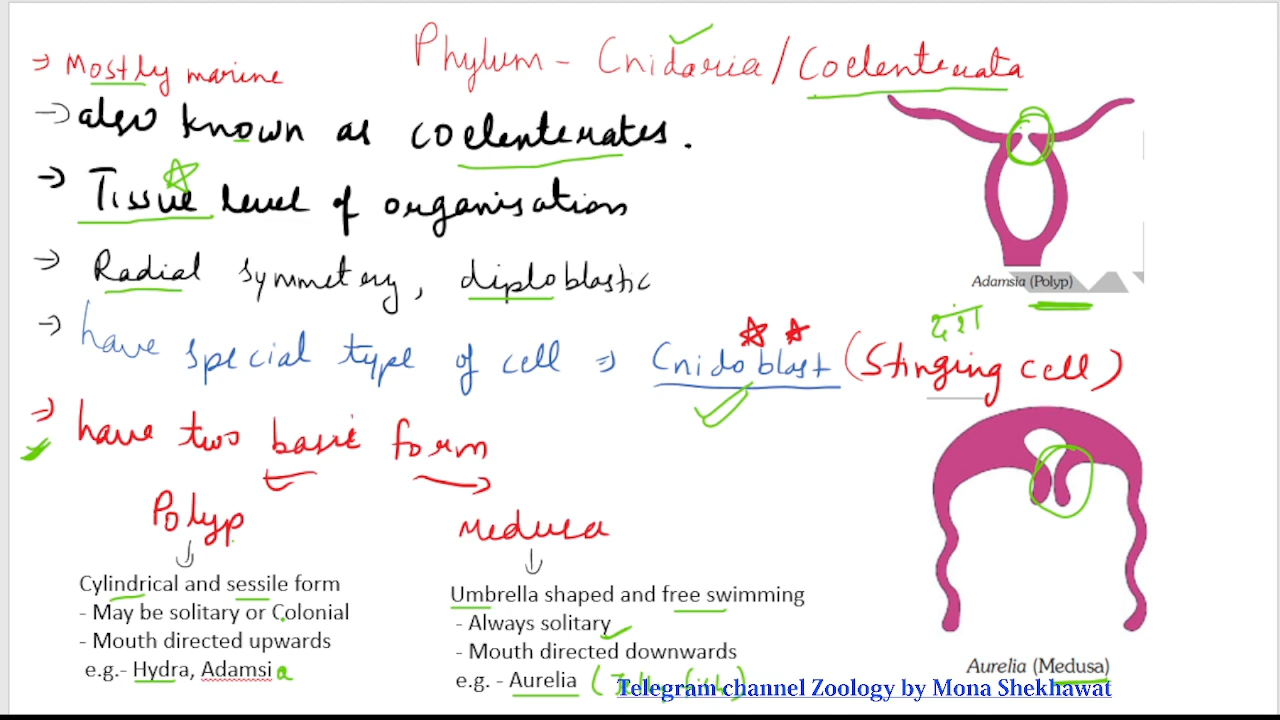 Phylum - Cnidaria / Coelenterata
→ Mostly marine
→ also known as coelenterates.
→ Tissue level of organisation
→ Radial symmetery, diploblastic
→ have special type of cell ⇒ Cnidoblast (Stinging cell)
→ have two basic form
Polyp
Cylindrical and sessile form
- May be solitary or Colonial
- Mouth directed upwards
e.g.- Hydra, Adamsia
Medusa
Umbrella shaped and free swimming
- Always solitary
- Mouth directed downwards
e.g. - Aurelia (
Adamsia (Polyp)
Aurelia (Medusa)
Telegram channel Zoology by Mona Shekhawat